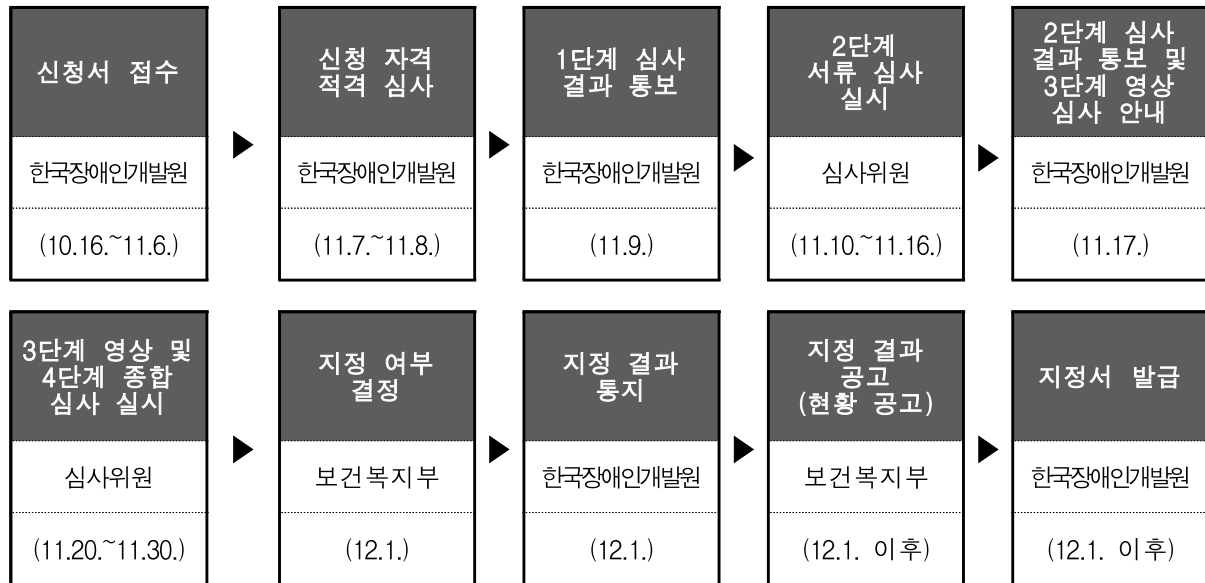 신청서 접수
한국장애인개발원
(10.16.~11.6.)
▶
신청 자격
적격 심사
한국장애인개발원
(11.7.~11.8.)
▶
1단계 심사
결과 통보
한국장애인개발원
(11.9.)
▶
2단계
서류 심사
실시
심사위원
(11.10.~11.16.)
▶
2단계 심사
결과 통보 및
3단계 영상
심사 안내
한국장애인개발원
(11.17.)
3단계 영상 및
4단계 종합
심사 실시
심사위원
(11.20.~11.30.)
▶
지정 여부
결정
보건복지부
(12.1.)
▶
지정 결과
통지
한국장애인개발원
(12.1.)
▶
지정 결과
공고
(현황 공고)
보건복지부
(12.1. 이후)
▶
지정서 발급
한국장애인개발원
(12.1. 이후)